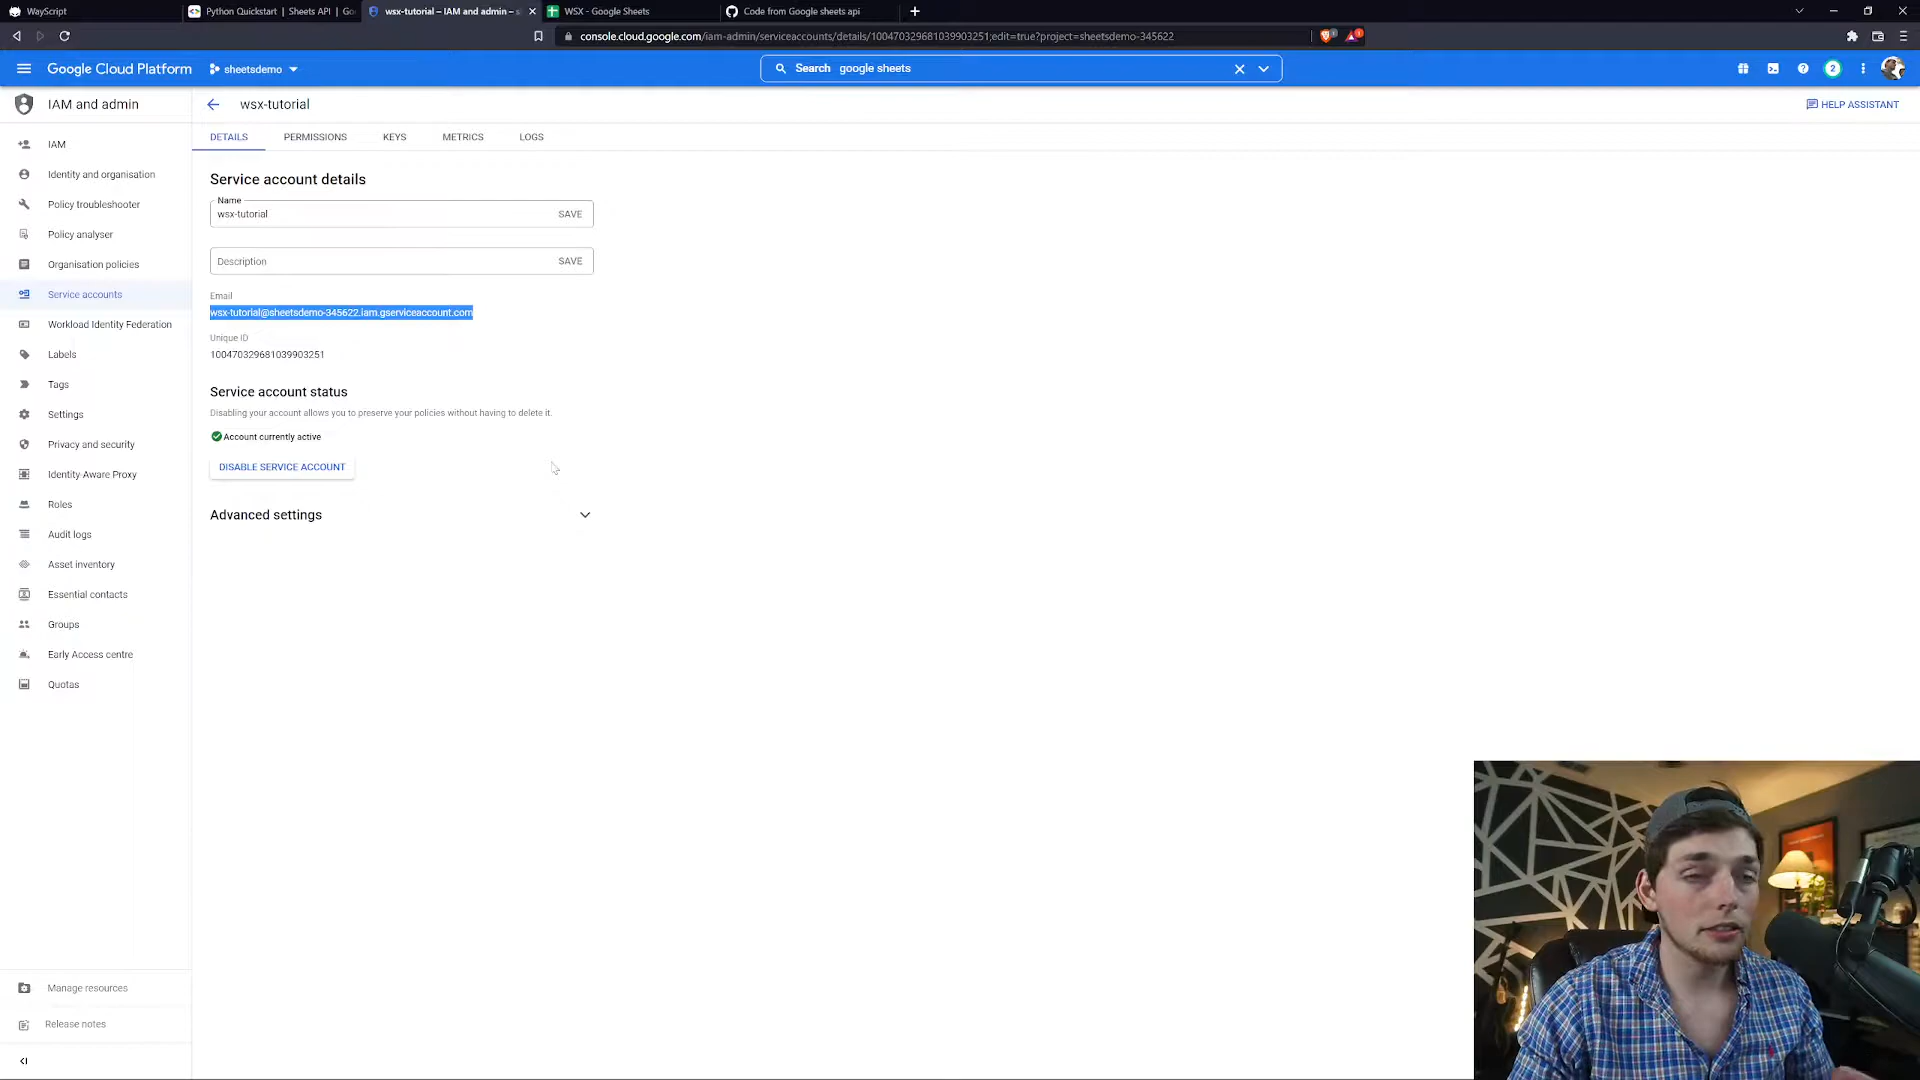 WayScript
Python Quickstart | Sheets API | Go
wsx-tutorial – IAM and admin – s
WSX - Google Sheets
Code from Google sheets api
console.cloud.google.com/iam-admin/serviceaccounts/details/100470329681039903251;edit=true?project=sheetsdemo-345622
Google Cloud Platform
sheetsdemo
Search google sheets
2
IAM and admin
wsx-tutorial
HELP ASSISTANT
DETAILS
PERMISSIONS
KEYS
METRICS
LOGS
IAM
Identity and organisation
Policy troubleshooter
Policy analyser
Organisation policies
Service accounts
Workload Identity Federation
Labels
Tags
Settings
Privacy and security
Identity-Aware Proxy
Roles
Audit logs
Asset inventory
Essential contacts
Groups
Early Access centre
Quotas
Manage resources
Release notes
Service account details
Name
wsx-tutorial SAVE
Description SAVE
Email
wsx-tutorial@sheetsdemo-345622.iam.gserviceaccount.com
Unique ID
100470329681039903251
Service account status
Disabling your account allows you to preserve your policies without having to delete it.
Account currently active
DISABLE SERVICE ACCOUNT
Advanced settings